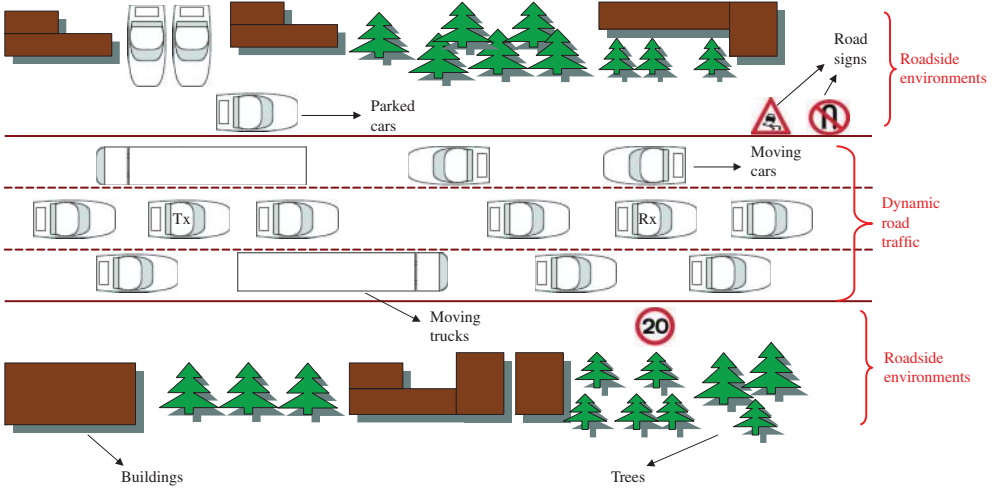 Road
signs
Roadside
environments
Parked
cars
Moving
cars
Tx
Rx
Dynamic
road
traffic
Moving
trucks
20
Roadside
environments
Buildings
Trees